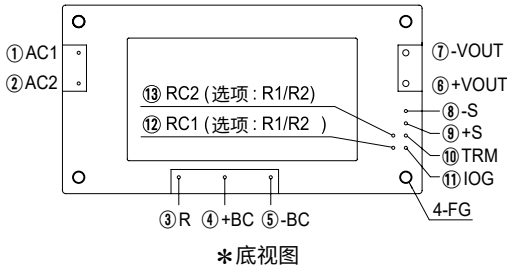 ①AC1
②AC2
⑬ RC2 (选项 : R1/R2)
⑫ RC1 (选项 : R1/R2 )
⑦-VOUT
⑥+VOUT
⑧-S
⑨+S
⑩TRM
⑪IOG
4-FG
③R ④+BC ⑤-BC
*底视图